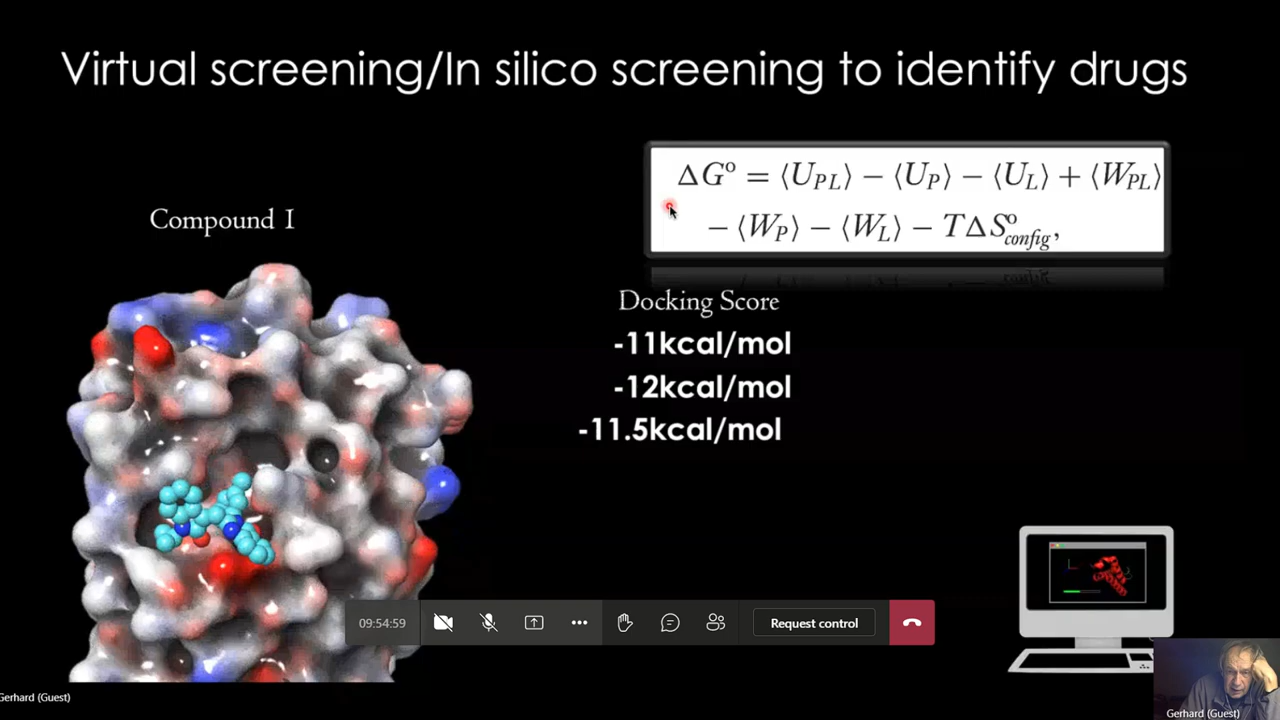 Virtual screening/In silico screening to identify drugs
ΔG° = ⟨U_PL⟩ − ⟨U_P⟩ − ⟨U_L⟩ + ⟨W_PL⟩
− ⟨W_P⟩ − ⟨W_L⟩ − TΔS°_config,
Compound 1
Docking Score
-11kcal/mol
-12kcal/mol
-11.5kcal/mol
09:54:59
Request control
Gerhard (Guest)
Gerhard (Guest)